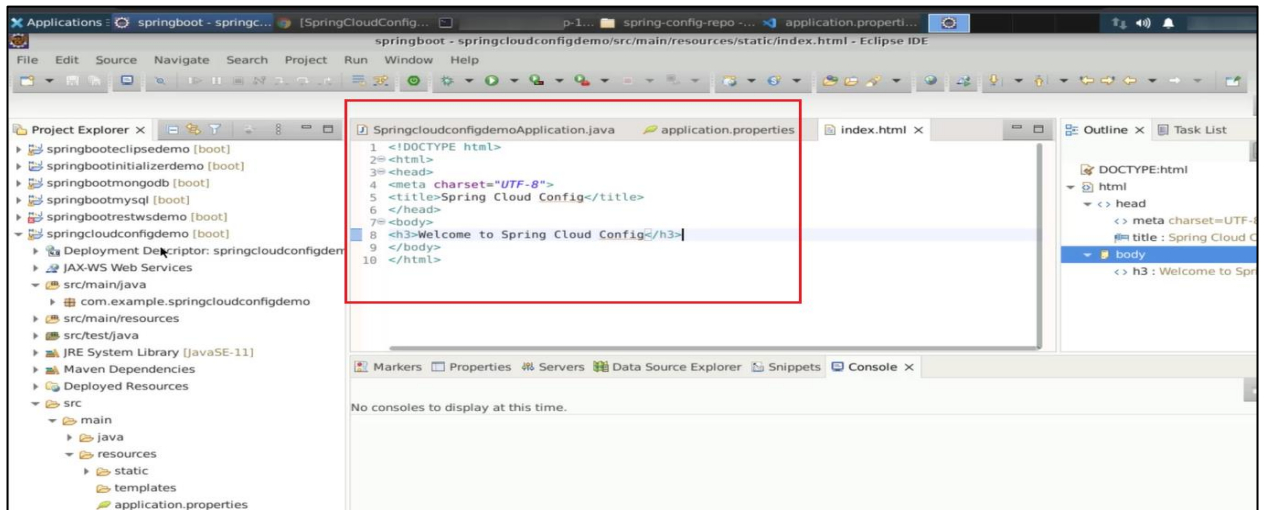 Applications : springboot - springc... [SpringCloudConfig... p-1... spring-config-repo -... application.properti...
springboot - springcloudconfigdemo/src/main/resources/static/index.html - Eclipse IDE
File Edit Source Navigate Search Project Run Window Help
Project Explorer
springbooteclipsedemo [boot]
springbootinitializerdemo [boot]
springbootmongodb [boot]
springbootmysql [boot]
springbootrestwsdemo [boot]
springcloudconfigdemo [boot]
Deployment Descriptor: springcloudconfigdem
JAX-WS Web Services
src/main/java
com.example.springcloudconfigdemo
src/main/resources
src/test/java
JRE System Library [JavaSE-11]
Maven Dependencies
Deployed Resources
src
main
java
resources
static
templates
application.properties
SpringcloudconfigdemoApplication.java application.properties index.html
1 <!DOCTYPE html>
2 <html>
3 <head>
4 <meta charset="UTF-8">
5 <title>Spring Cloud Config</title>
6 </head>
7 <body>
8 <h3>Welcome to Spring Cloud Config</h3>
9 </body>
10 </html>
Markers Properties Servers Data Source Explorer Snippets Console
No consoles to display at this time.
Outline Task List
DOCTYPE:html
html
head
meta charset=UTF-8
title : Spring Cloud C
body
h3 : Welcome to Spr